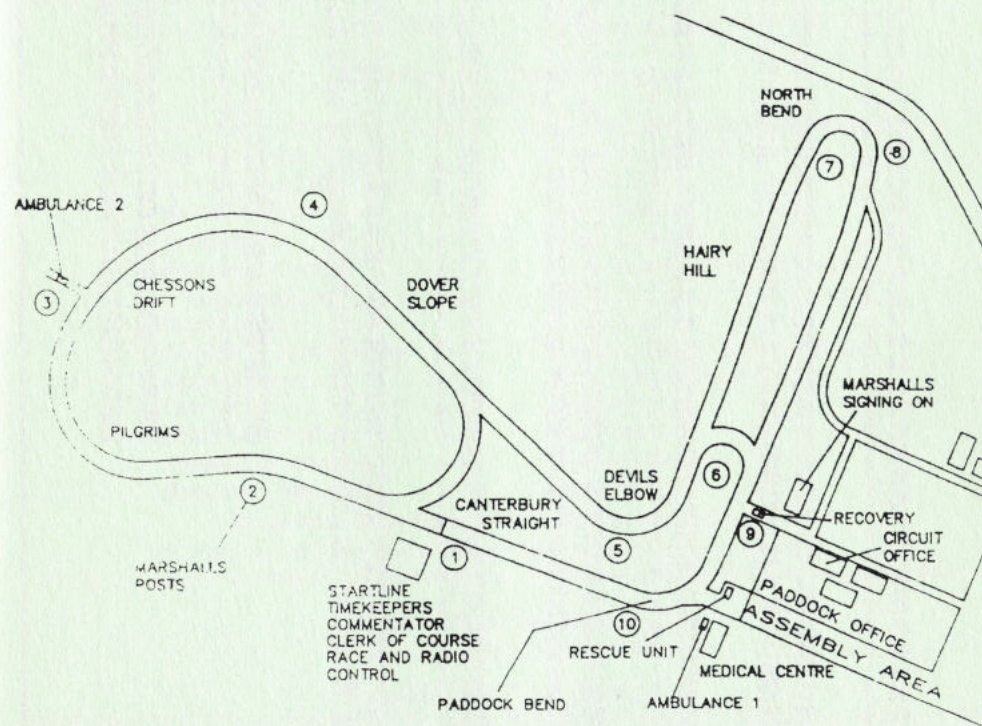 NORTH
BEND
8
7
4
AMBULANCE 2
3
CHESSONS
DRIFT
DOVER
SLOPE
HAIRY
HILL
MARSHALLS
SIGNING ON
PILGRIMS
2
MARSHALLS
POSTS
CANTERBURY
STRAIGHT
DEVILS
ELBOW
6
5
9
RECOVERY
CIRCUIT
OFFICE
1
STARTLINE
TIMEKEEPERS
COMMENTATOR
CLERK OF COURSE
RACE AND RADIO
CONTROL
10
PADDOCK OFFICE
ASSEMBLY AREA
RESCUE UNIT
MEDICAL CENTRE
PADDOCK BEND
AMBULANCE 1